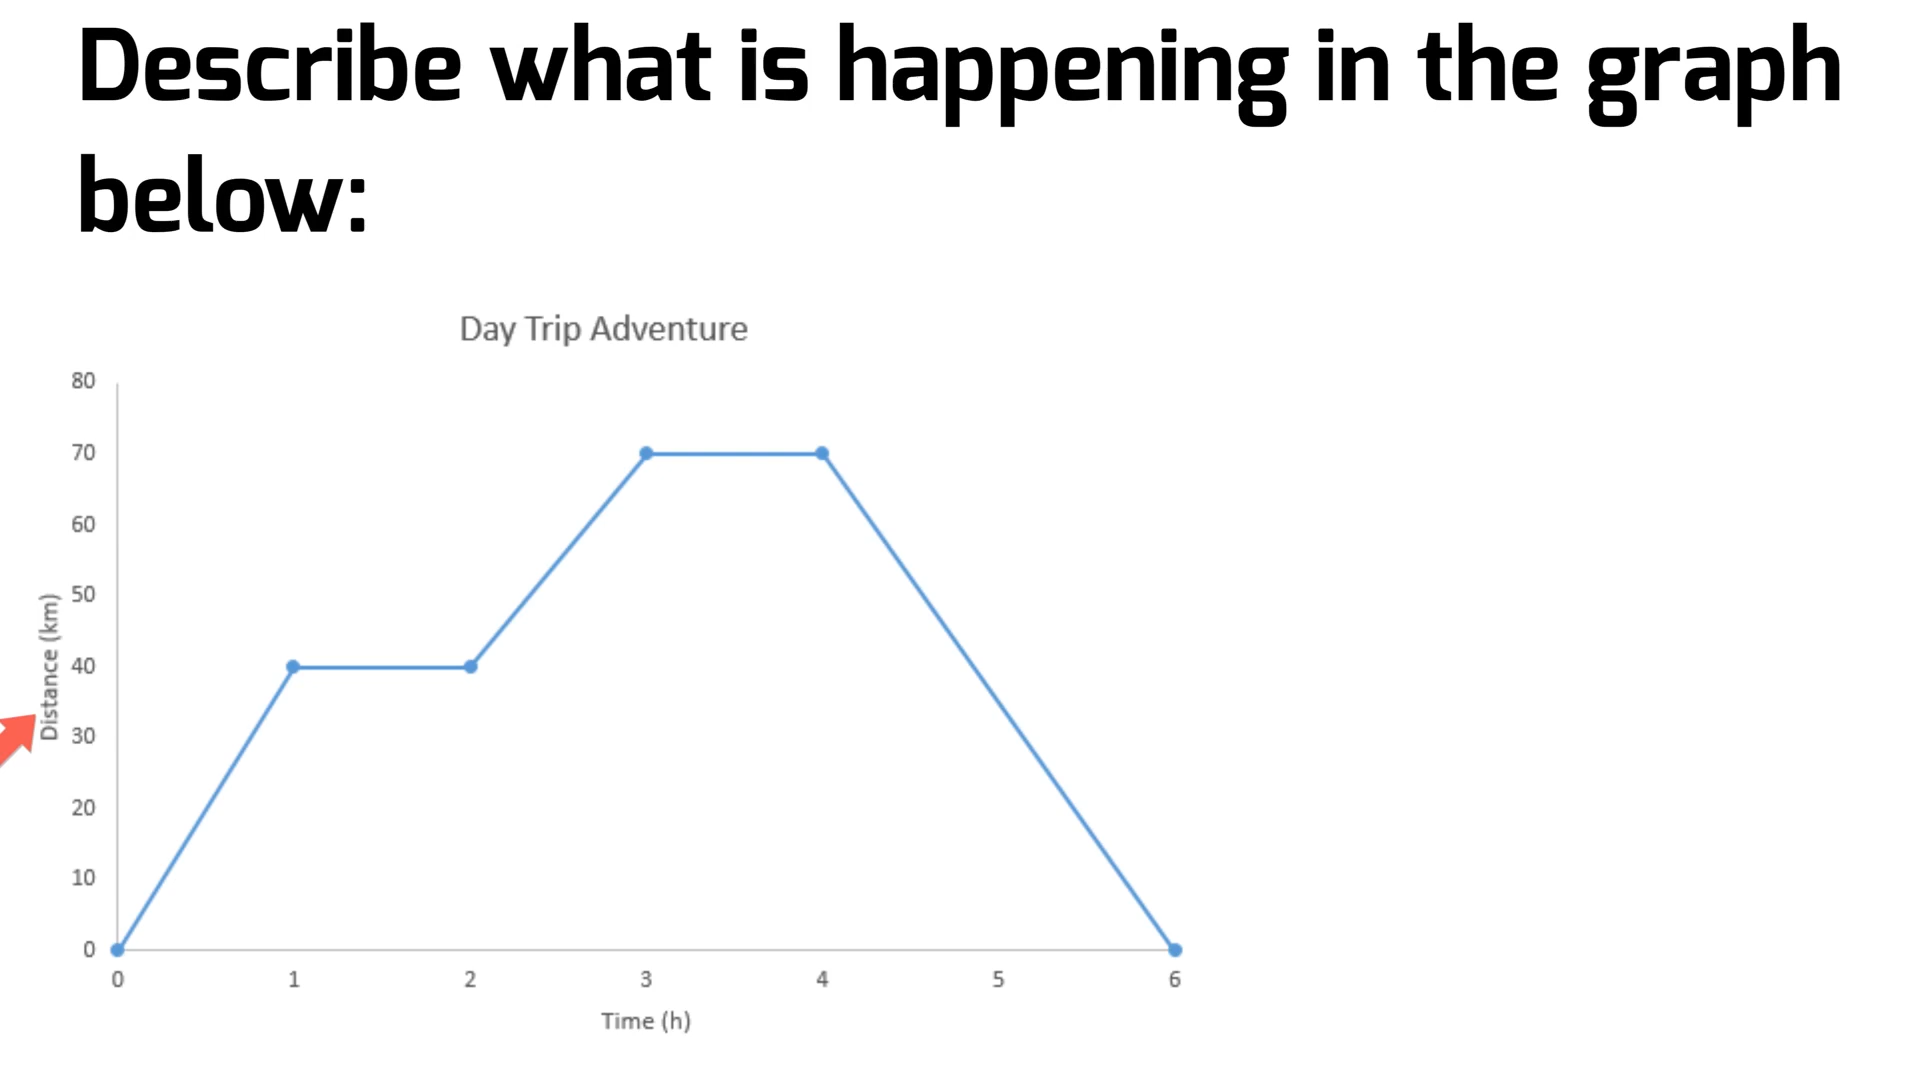 Describe what is happening in the graph
below:
Day Trip Adventure
80
70
60
50
40
30
20
10
0
Distance (km)
0 1 2 3 4 5 6
Time (h)